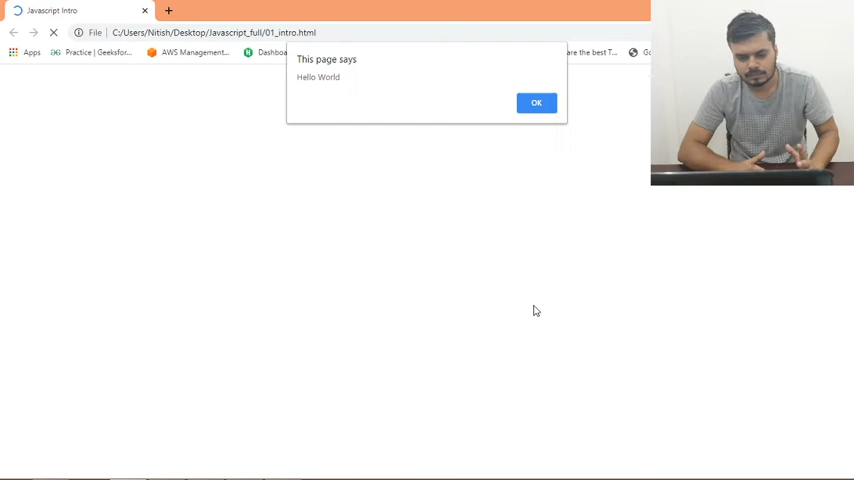 Javascript Intro
File
C:/Users/Nitish/Desktop/Javascript_full/01_intro.html
Apps
Practice | Geeksfor...
AWS Management...
are the best T...
This page says
Hello World
OK